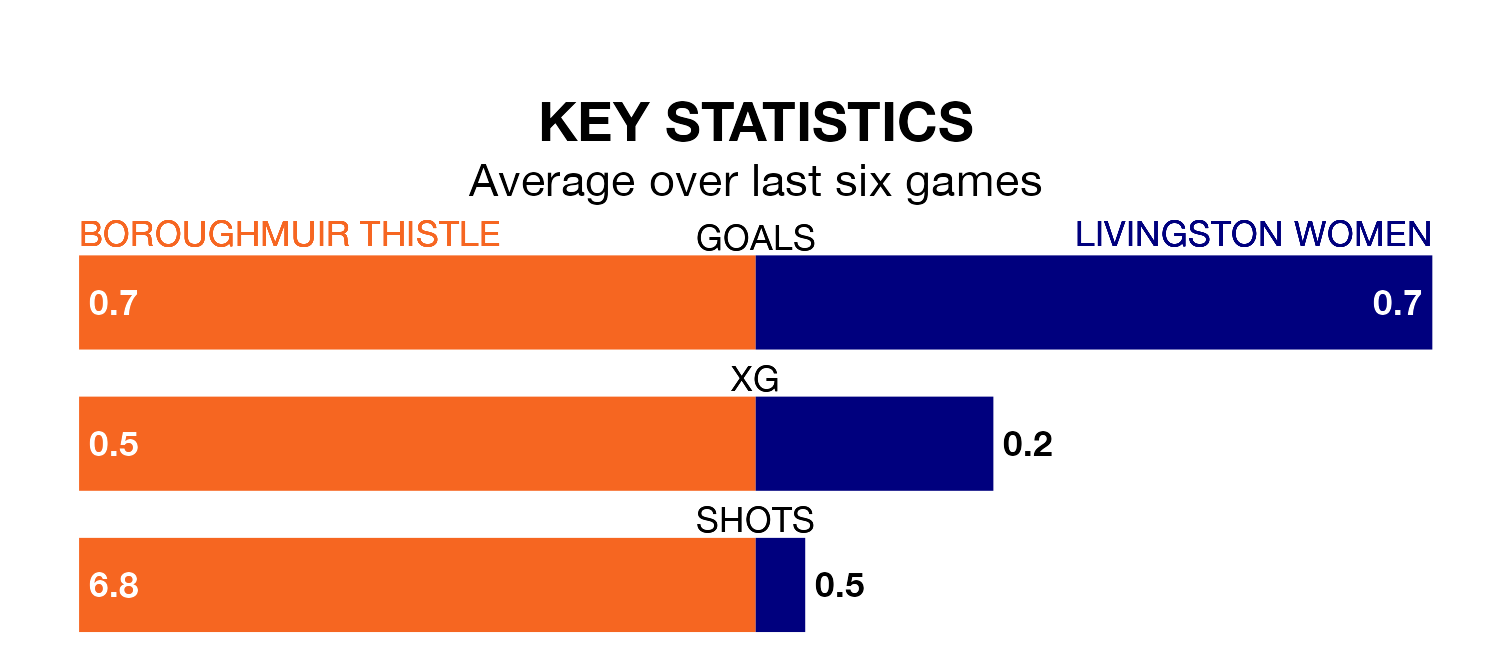 KEY STATISTICS
Average over last six games
BOROUGHMUIR THISTLE
GOALS
LIVINGSTON WOMEN
0.7
0.7
XG
0.5
0.2
SHOTS
6.8
0.5